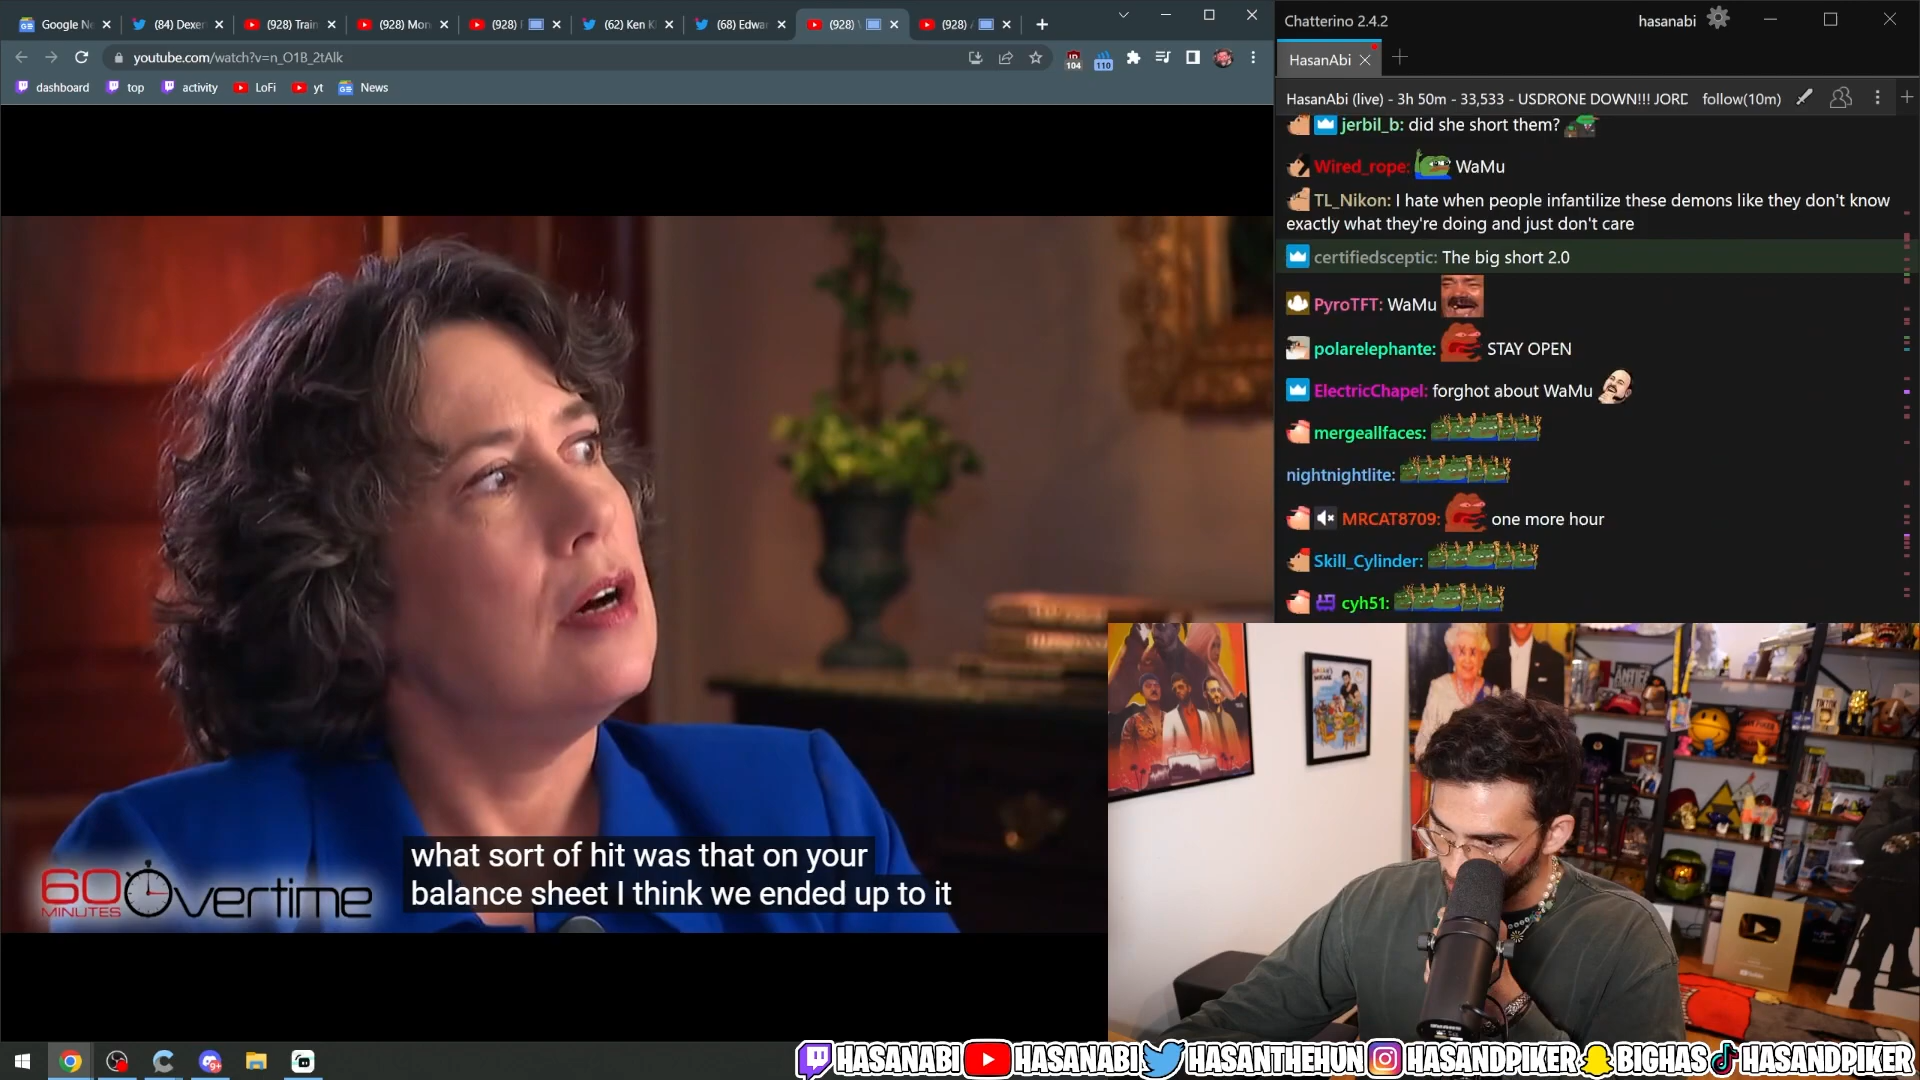 Google Ne
(84) Dexer
(928) Train
(928) Mon
(928) F
(62) Ken K
(68) Edwa
(928) \
(928) /
youtube.com/watch?v=n_O1B_2tAlk
104
110
dashboard
top
activity
LoFi
yt
News
Chatterino 2.4.2
hasanabi
HasanAbi
HasanAbi (live) - 3h 50m - 33,533 - USDRONE DOWN!!! JORD
follow(10m)
jerbil_b: did she short them?
Wired_rope: WaMu
TL_Nikon: I hate when people infantilize these demons like they don't know
exactly what they're doing and just don't care
certifiedsceptic: The big short 2.0
PyroTFT: WaMu
polarelephante: STAY OPEN
ElectricChapel: forghot about WaMu
mergeallfaces:
nightnightlite:
MRCAT8709: one more hour
Skill_Cylinder:
cyh51:
what sort of hit was that on your
balance sheet I think we ended up to it
60 Overtime
MINUTES
HASANABI HASANABI HASANTHEHUN HASANDPIKER BIGHAS HASANDPIKER